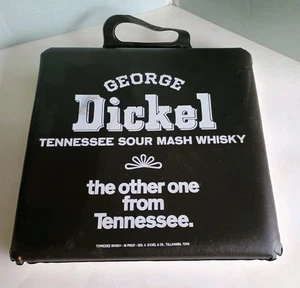 GEORGE
Dickel
TENNESSEE SOUR MASH WHISKY
the other one
from
Tennessee.
TENNESSEE WHISKY • 90 PROOF • GEO. A. DICKEL & CO., TULLAHOMA, TENN.